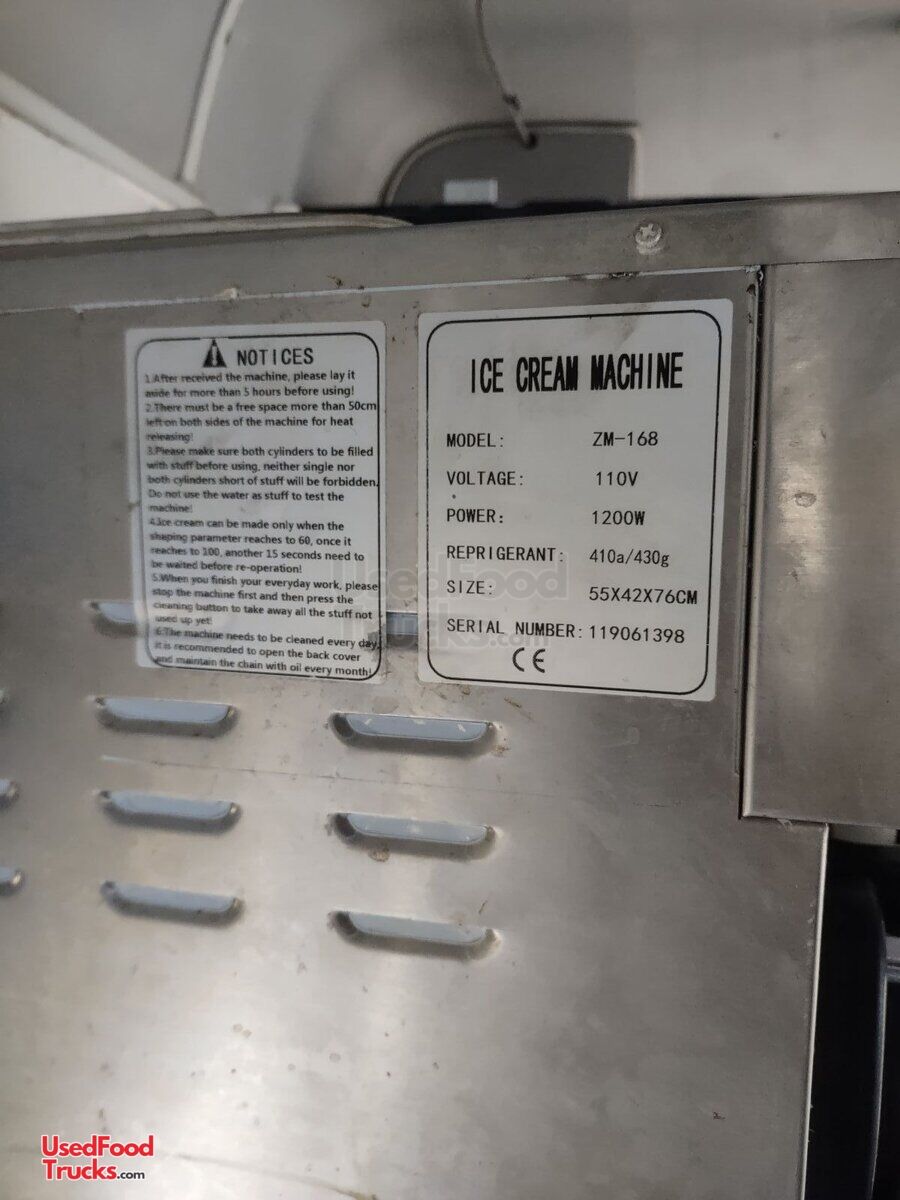 NOTICES
1.After received the machine, please lay it
aside for more than 5 hours before using!
2.There must be a free space more than 50cm
left on both sides of the machine for heat
releasing!
3.Please make sure both cylinders to be filled
with stuff before using, neither single nor
both cylinders short of stuff will be forbidden.
Do not use the water as stuff to test the
machine!
4.Ice cream can be made only when the
shaping parameter reaches to 60, once it
reaches to 100, another 15 seconds need to
be waited before re-operation!
5.When you finish your everyday work, please
stop the machine first and then press the
cleaning button to take away all the stuff not
used up yet!
6.The machine needs to be cleaned every day,
it is recommended to open the back cover
and maintain the chain with oil every month!
ICE CREAM MACHINE
MODEL: ZM-168
VOLTAGE: 110V
POWER: 1200W
REPRIGERANT: 410a/430g
SIZE: 55X42X76CM
SERIAL NUMBER: 119061398
CE
UsedFood
Trucks.com
UsedFood
Trucks.com